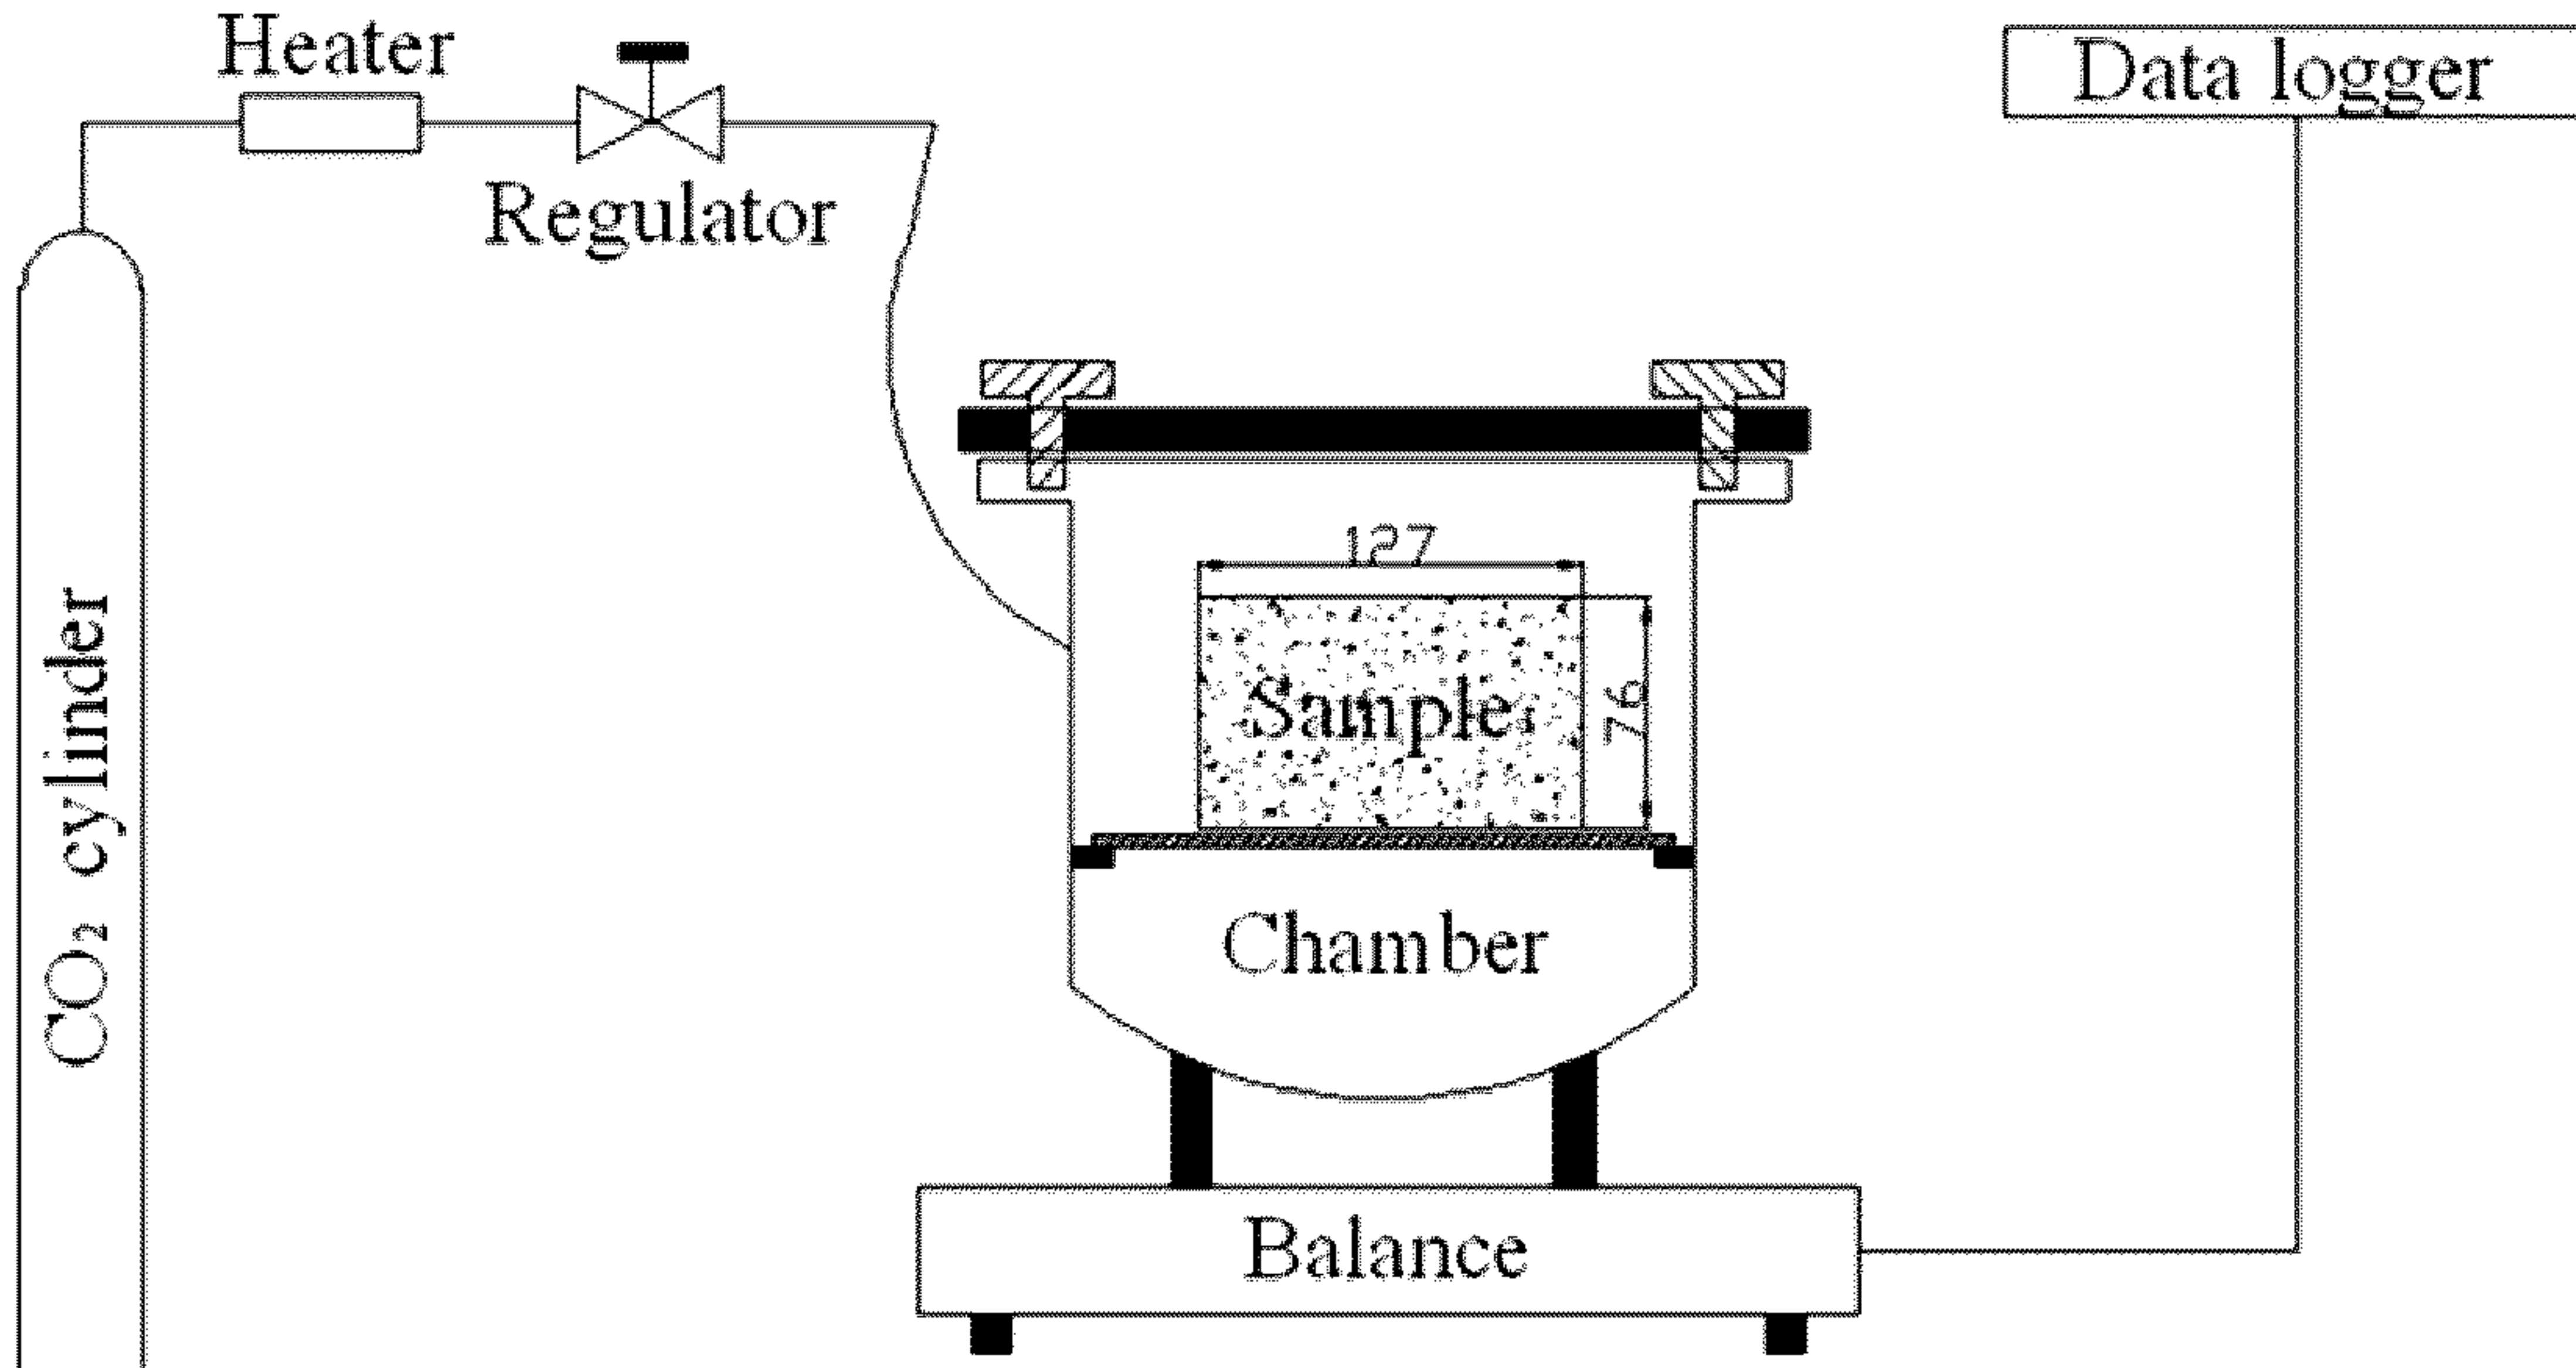 Heater
Data logger
Regulator
127
Sample
76
CO₂ cylinder
Chamber
Balance